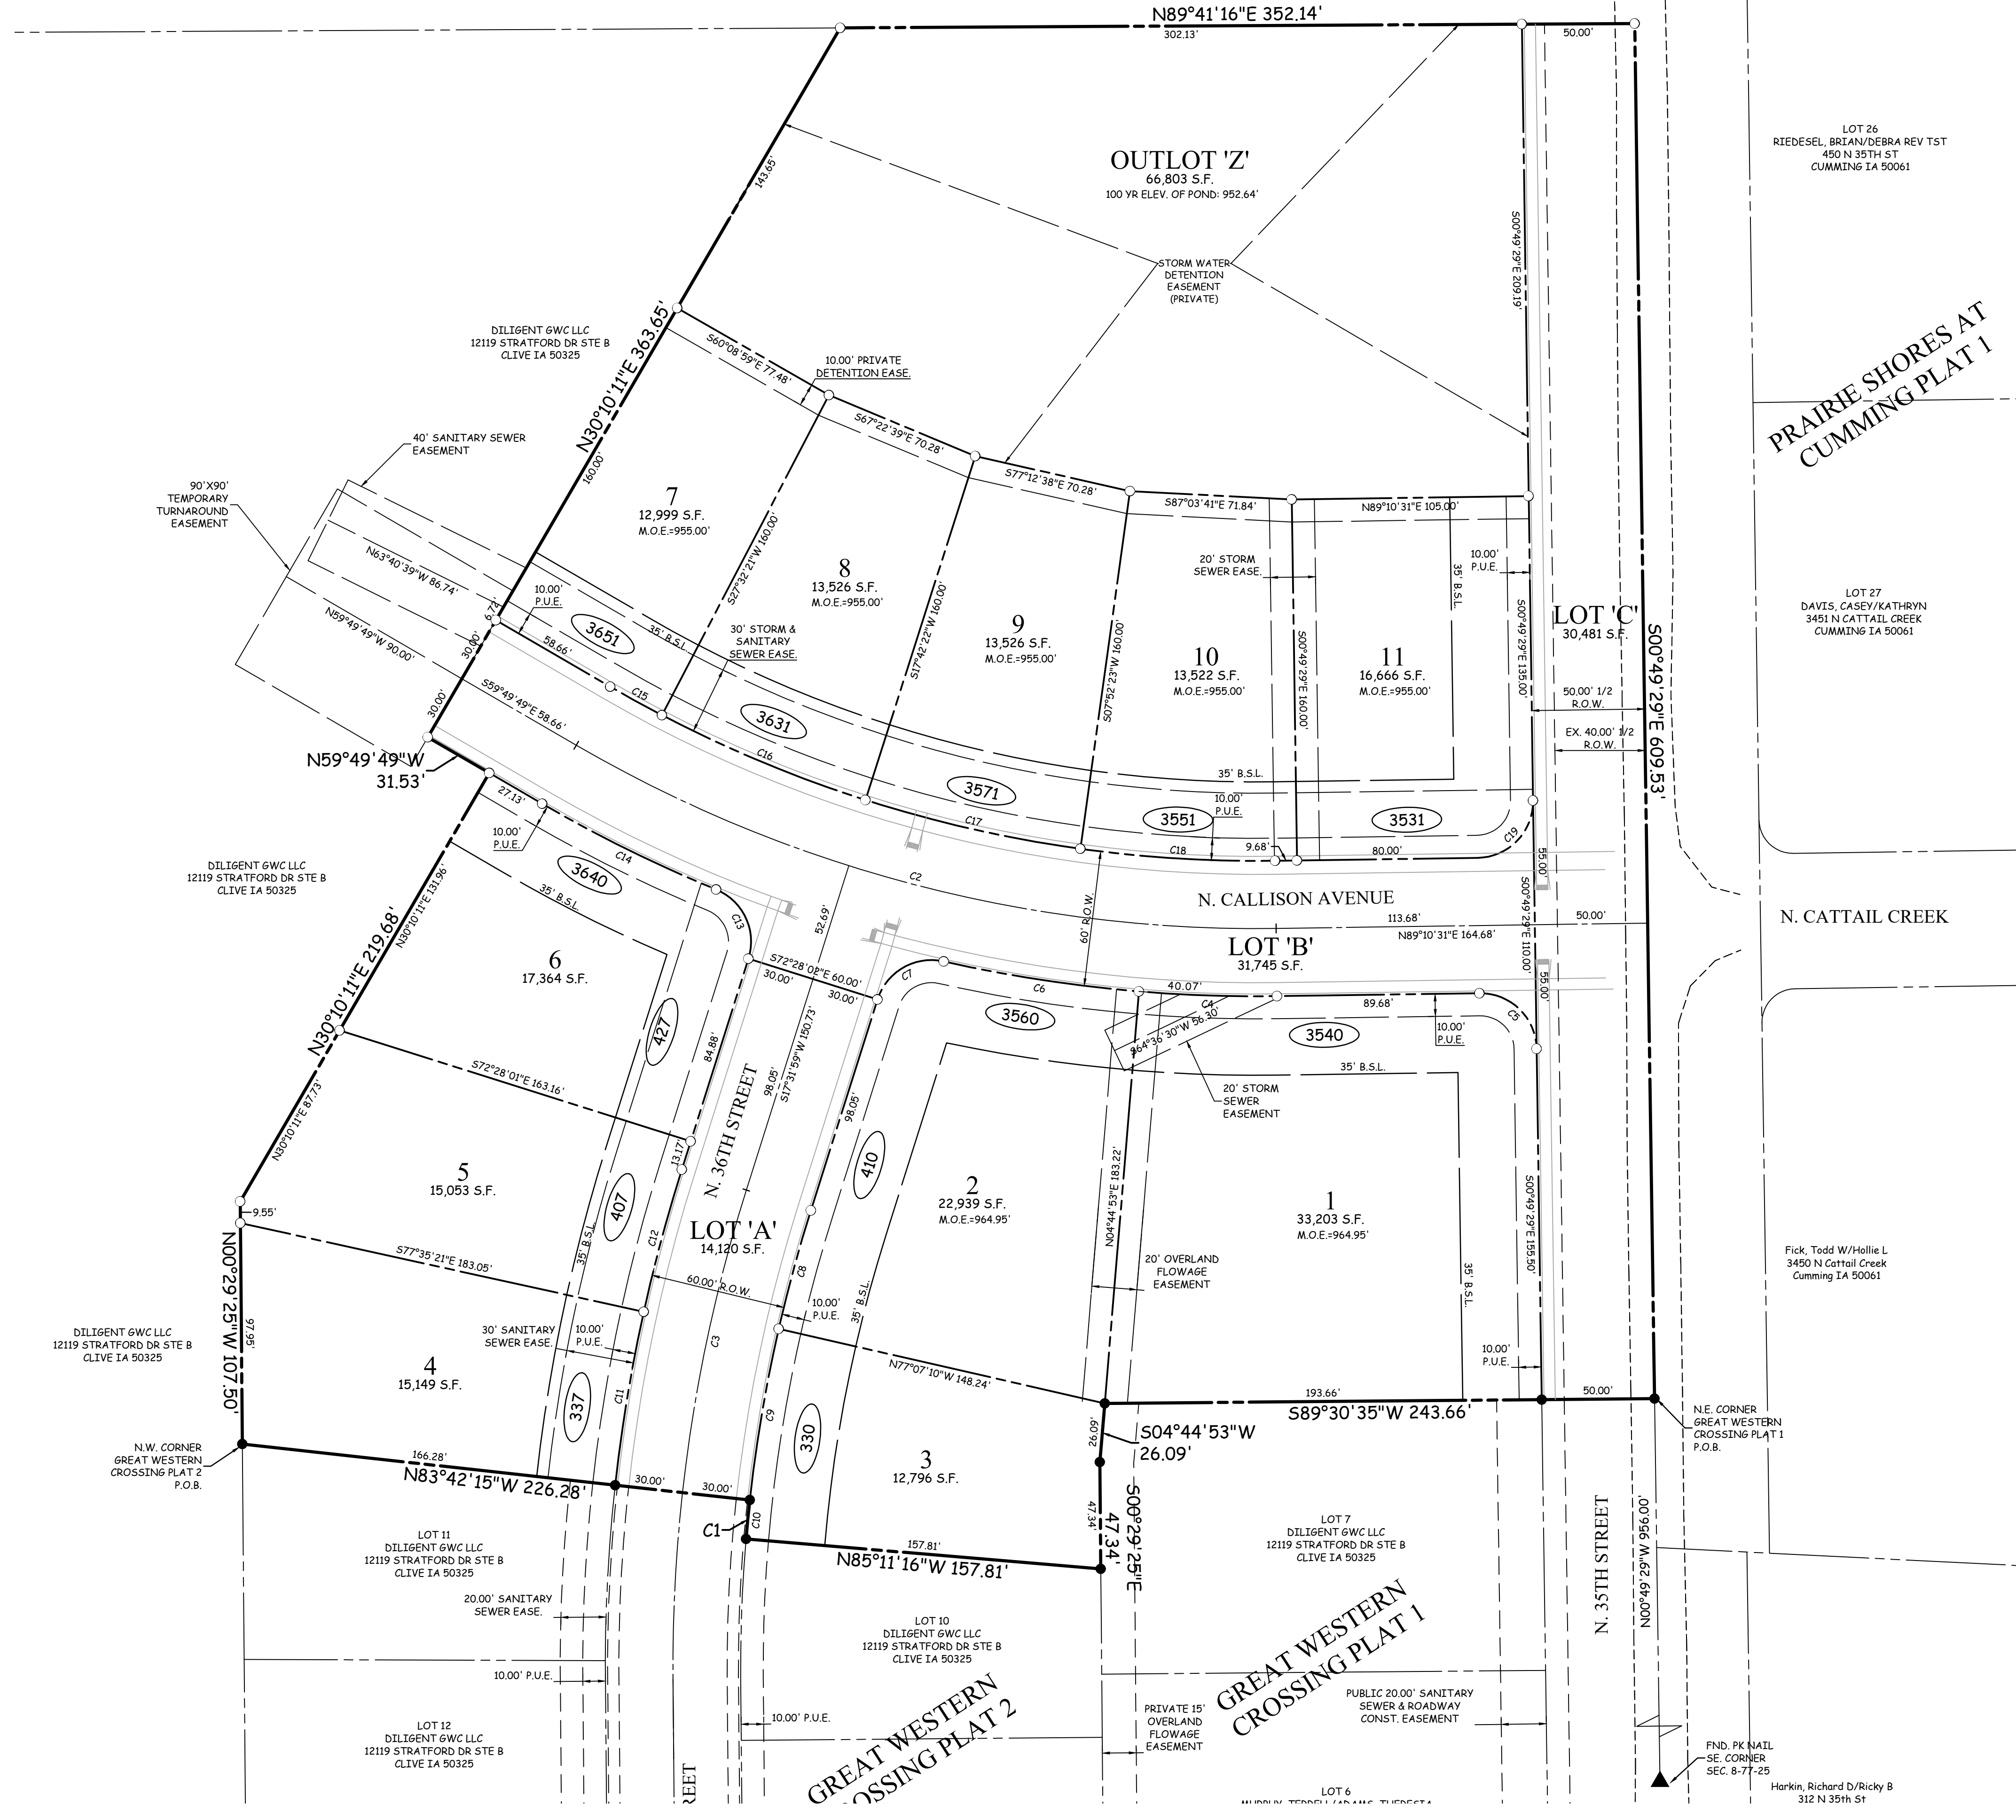 N89°41'16"E 352.14'
302.13'
50.00'
143.65'
OUTLOT 'Z'
66,803 S.F.
100 YR ELEV. OF POND: 952.64'
S00°49'29"E 209.19'
LOT 26
RIEDESEL, BRIAN/DEBRA REV TST
450 N 35TH ST
CUMMING IA 50061
STORM WATER
DETENTION
EASEMENT
(PRIVATE)
DILIGENT GWC LLC
12119 STRATFORD DR STE B
CLIVE IA 50325
N30°10'11"E 363.65'
S60°08'59"E 77.48'
10.00' PRIVATE
DETENTION EASE.
PRAIRIE SHORES AT
CUMMING PLAT 1
40' SANITARY SEWER
EASEMENT
160.00'
S67°22'39"E 70.28'
S77°12'38"E 70.28'
S87°03'41"E 71.84'
N89°10'31"E 105.00'
90'X90'
TEMPORARY
TURNAROUND
EASEMENT
7
12,999 S.F.
M.O.E.=955.00'
S27°32'21"W 160.00'
8
13,526 S.F.
M.O.E.=955.00'
S17°42'22"W 160.00'
9
13,526 S.F.
M.O.E.=955.00'
S07°52'23"W 160.00'
20' STORM
SEWER EASE.
10
13,522 S.F.
M.O.E.=955.00'
S00°49'29"E 160.00'
11
16,666 S.F.
M.O.E.=955.00'
35' B.S.L.
10.00'
P.U.E.
S00°49'29"E 135.00'
LOT 'C'
30,481 S.F.
S00°49'29"E 609.53'
LOT 27
DAVIS, CASEY/KATHRYN
3451 N CATTAIL CREEK
CUMMING IA 50061
N63°40'39"W 86.74'
N59°49'49"W 90.00'
6.72'
30.00'
30.00'
10.00'
P.U.E.
58.66'
3651
35' B.S.L.
30' STORM &
SANITARY
SEWER EASE.
C15
S59°49'49"E 58.66'
3631
C16
50.00' 1/2
R.O.W.
EX. 40.00' 1/2
R.O.W.
N59°49'49"W
31.53'
3571
C17
35' B.S.L.
10.00'
P.U.E.
3551
C18
9.68'
3531
80.00'
C19
55.00'
27.13'
10.00'
P.U.E.
C14
3640
35' B.S.L.
C13
C2
52.69'
60' R.O.W.
N. CALLISON AVENUE
113.68'
N89°10'31"E 164.68'
50.00'
S00°49'29"E 110.00'
55.00'
N. CATTAIL CREEK
LOT 'B'
31,745 S.F.
DILIGENT GWC LLC
12119 STRATFORD DR STE B
CLIVE IA 50325
N30°10'11"E 131.96'
N30°10'11"E 219.68'
6
17,364 S.F.
S72°28'02"E 60.00'
30.00'
30.00'
C7
C6
40.07'
C4
89.68'
C5
3560
3540
S64°36'30"W 56.30'
10.00'
P.U.E.
35' B.S.L.
20' STORM
SEWER
EASEMENT
427
84.88'
S72°28'01"E 163.16'
N30°10'11"E 87.73'
13.17'
N. 36TH STREET
98.05'
S17°31'59"W 150.73'
98.05'
410
5
15,053 S.F.
9.55'
S77°35'21"E 183.05'
407
35' B.S.L.
C12
LOT 'A'
14,120 S.F.
60.00' R.O.W.
C8
2
22,939 S.F.
M.O.E.=964.95'
N04°44'53"E 183.22'
1
33,203 S.F.
M.O.E.=964.95'
S00°49'29"E 155.50'
35' B.S.L.
20' OVERLAND
FLOWAGE
EASEMENT
Fick, Todd W/Hollie L
3450 N Cattail Creek
Cumming IA 50061
10.00'
P.U.E.
35' B.S.L.
N00°29'25"W 107.50'
97.95'
DILIGENT GWC LLC
12119 STRATFORD DR STE B
CLIVE IA 50325
30' SANITARY
SEWER EASE.
10.00'
P.U.E.
4
15,149 S.F.
337
C11
C3
N77°07'10"W 148.24'
C9
330
3
12,796 S.F.
10.00'
P.U.E.
193.66'
S89°30'35"W 243.66'
50.00'
26.09'
S04°44'53"W
26.09'
N.E. CORNER
GREAT WESTERN
CROSSING PLAT 1
P.O.B.
N.W. CORNER
GREAT WESTERN
CROSSING PLAT 2
P.O.B.
166.28'
N83°42'15"W 226.28'
30.00'
30.00'
C1
C10
157.81'
N85°11'16"W 157.81'
47.34'
S00°29'25"E
47.34'
LOT 11
DILIGENT GWC LLC
12119 STRATFORD DR STE B
CLIVE IA 50325
LOT 7
DILIGENT GWC LLC
12119 STRATFORD DR STE B
CLIVE IA 50325
N. 35TH STREET
N00°49'29"W 956.00'
20.00' SANITARY
SEWER EASE.
LOT 10
DILIGENT GWC LLC
12119 STRATFORD DR STE B
CLIVE IA 50325
GREAT WESTERN
CROSSING PLAT 1
10.00' P.U.E.
10.00' P.U.E.
GREAT WESTERN
CROSSING PLAT 2
PRIVATE 15'
OVERLAND
FLOWAGE
EASEMENT
PUBLIC 20.00' SANITARY
SEWER & ROADWAY
CONST. EASEMENT
LOT 12
DILIGENT GWC LLC
12119 STRATFORD DR STE B
CLIVE IA 50325
REET
FND. PK NAIL
SE. CORNER
SEC. 8-77-25
LOT 6
Harkin, Richard D/Ricky B
312 N 35th St